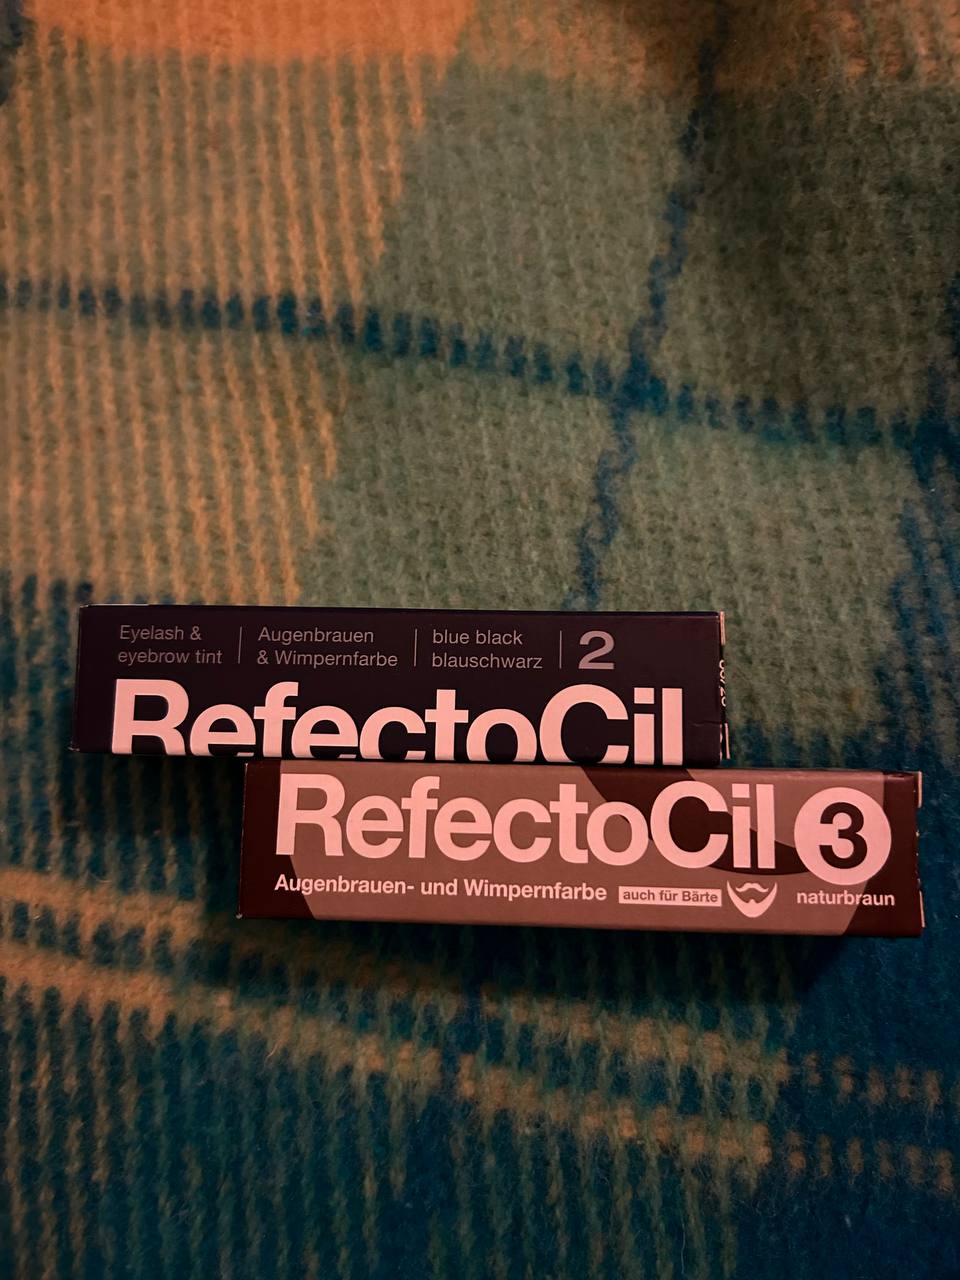 Eyelash &
eyebrow tint
Augenbrauen
& Wimpernfarbe
blue black
blauschwarz
2
RefectoCil
RefectoCil 3
Augenbrauen- und Wimpernfarbe auch für Bärte naturbraun